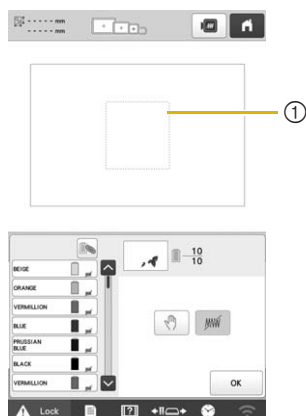 ----- mm
----- mm
①
10
10
BEIGE
ORANGE
VERMILLION
BLUE
PRUSSIAN
BLUE
BLACK
VERMILLION
OK
Lock